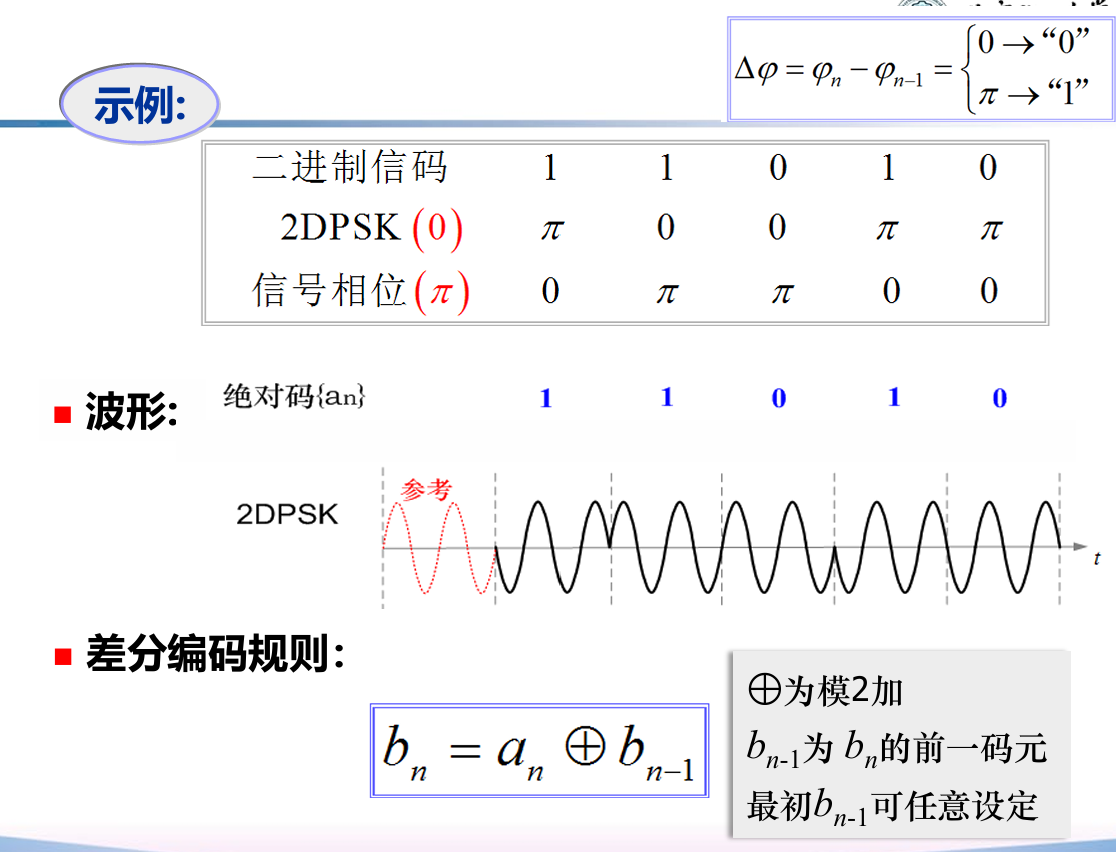 Δφ = φₙ − φₙ₋₁ = { 0 → “0”
π → “1”
示例:
二进制信码 1 1 0 1 0
2DPSK (0) π 0 0 π π
信号相位(π) 0 π π 0 0
■ 波形:
绝对码{an} 1 1 0 1 0
参考
2DPSK
t
■ 差分编码规则：
bₙ = aₙ ⊕ bₙ₋₁
⊕为模2加
bₙ₋₁为 bₙ的前一码元
最初bₙ₋₁可任意设定